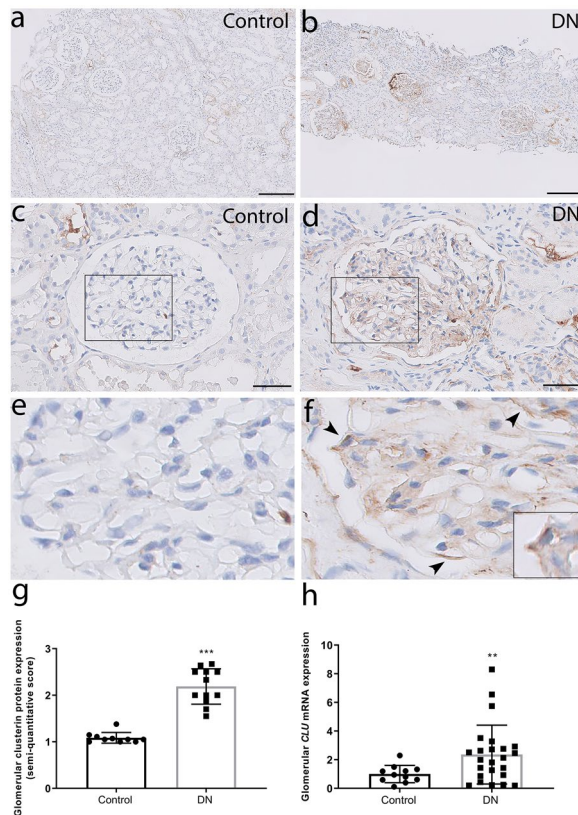 a Control
b DN
c Control
d DN
e
f
g
Glomerular clusterin protein expression
(semi-quantitative score)
3
2
1
0
***
Control DN
h
Glomerular CLU mRNA expression
10
8
6
4
2
0
**
Control DN